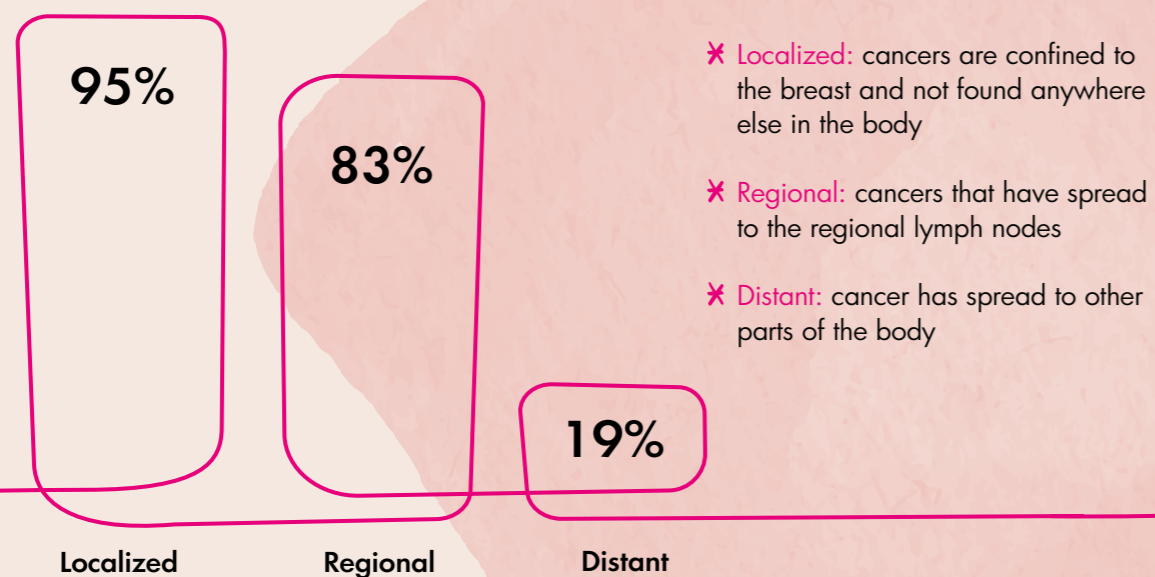 95%
83%
19%
Localized
Regional
Distant
Localized: cancers are confined to
the breast and not found anywhere
else in the body
Regional: cancers that have spread
to the regional lymph nodes
Distant: cancer has spread to other
parts of the body